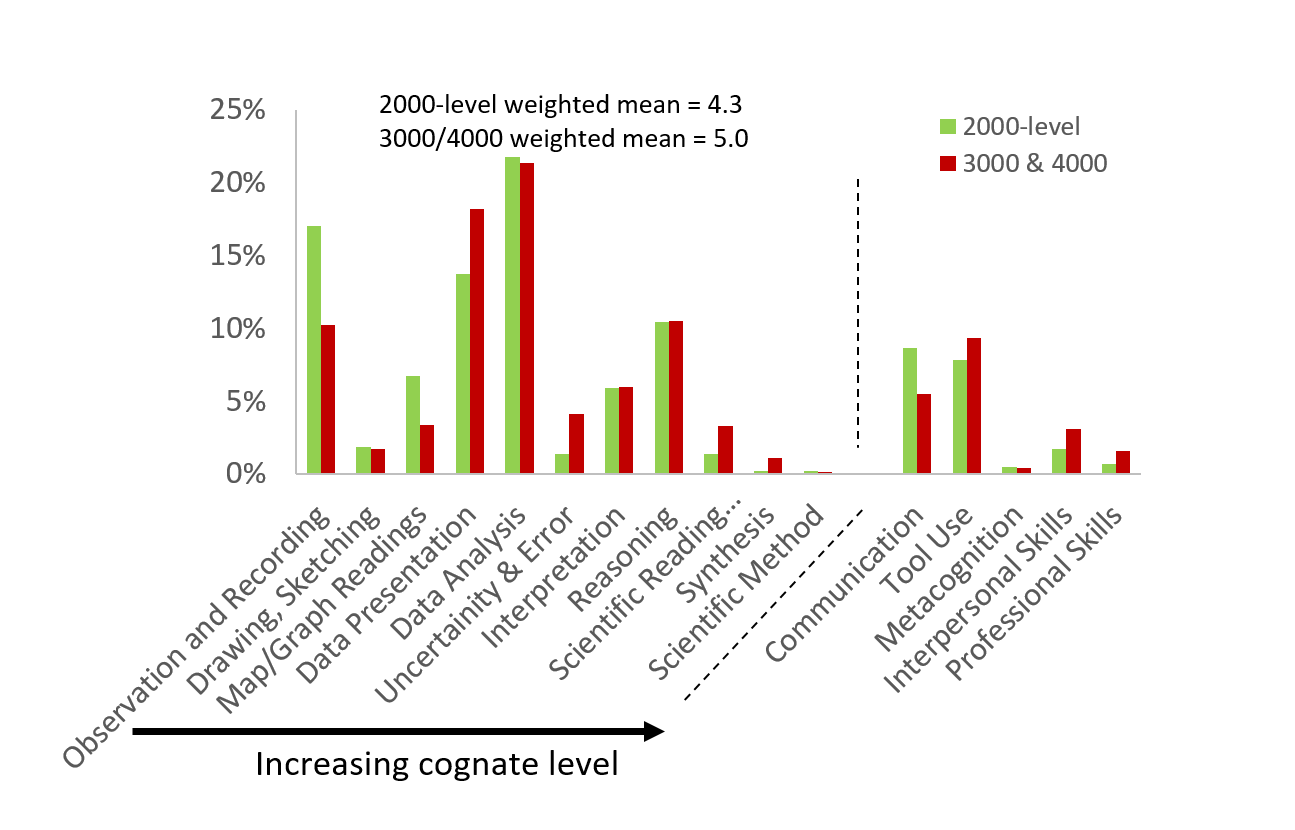 2000-level weighted mean = 4.3
3000/4000 weighted mean = 5.0
2000-level
3000 & 4000
25%
20%
15%
10%
5%
0%
Observation and Recording
Drawing, Sketching
Map/Graph Readings
Data Presentation
Data Analysis
Uncertainity & Error
Interpretation
Reasoning
Scientific Reading...
Synthesis
Scientific Method
Communication
Tool Use
Metacognition
Interpersonal Skills
Professional Skills
Increasing cognate level